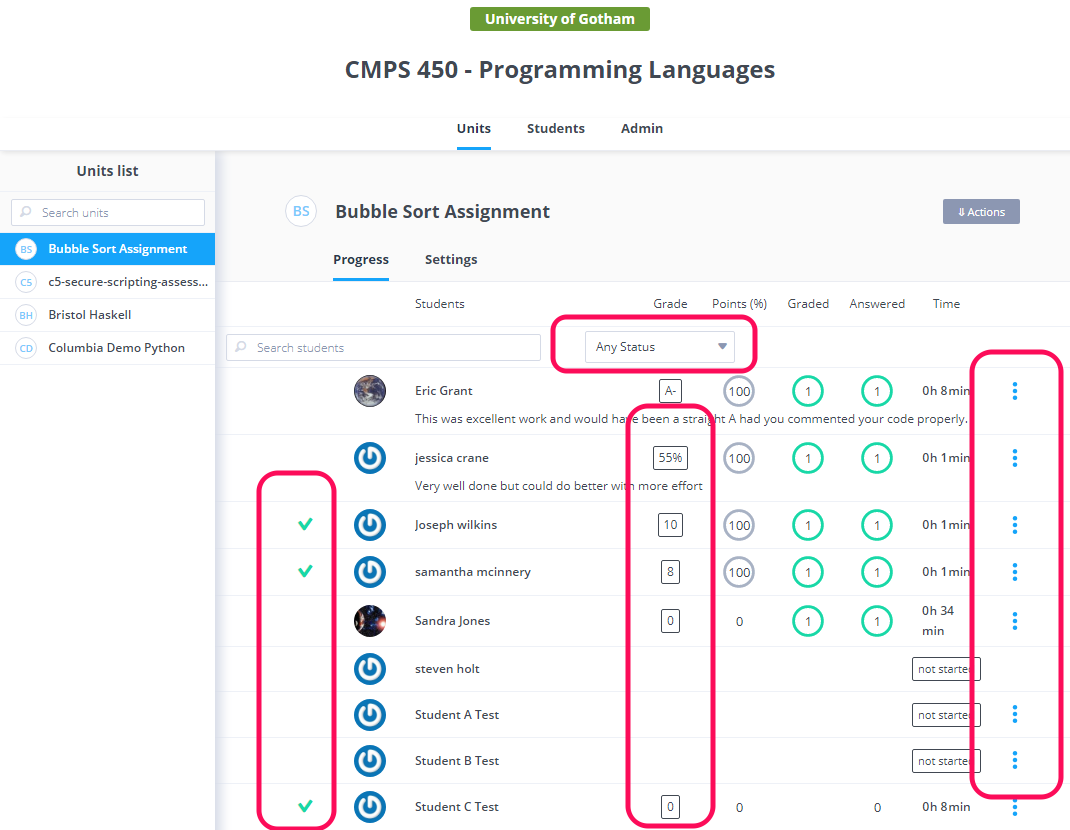 University of Gotham
CMPS 450 - Programming Languages
Units Students Admin
Units list
Search units
BS Bubble Sort Assignment
C5 c5-secure-scripting-assess...
BH Bristol Haskell
CD Columbia Demo Python
BS Bubble Sort Assignment
⇓ Actions
Progress Settings
Students Grade Points (%) Graded Answered Time
Search students Any Status
Eric Grant A- 100 1 1 0h 8min
This was excellent work and would have been a straight A had you commented your code properly.
jessica crane 55% 100 1 1 0h 1min
Very well done but could do better with more effort
Joseph wilkins 10 100 1 1 0h 1min
samantha mcinnery 8 100 1 1 0h 1min
Sandra Jones 0 0 1 1 0h 34
min
steven holt not started
Student A Test not started
Student B Test not started
Student C Test 0 0 0 0h 8min